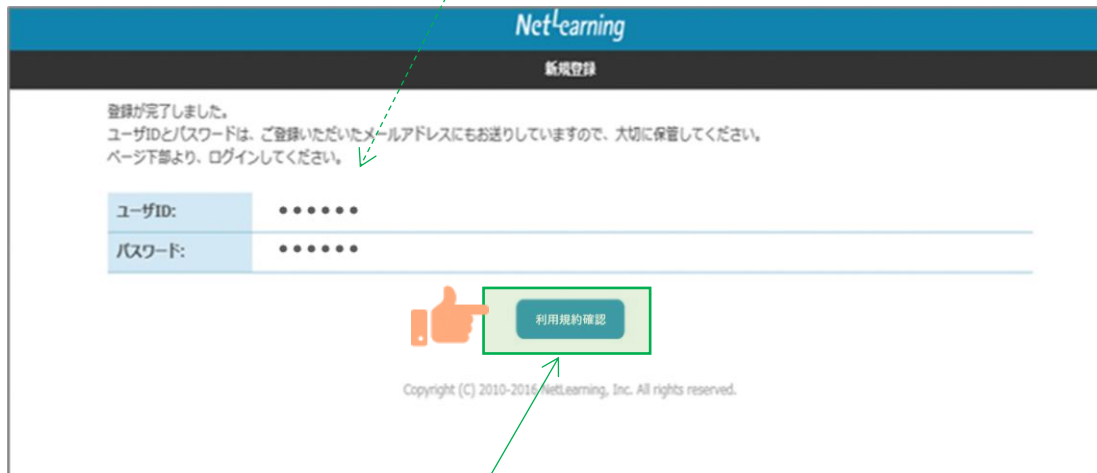 NetLearning
新規登録
登録が完了しました。
ユーザIDとパスワードは、ご登録いただいたメールアドレスにもお送りしていますので、大切に保管してください。
ページ下部より、ログインしてください。
ユーザID: ••••••
パスワード: ••••••
利用規約確認
Copyright (C) 2010-2016 NetLearning, Inc. All rights reserved.